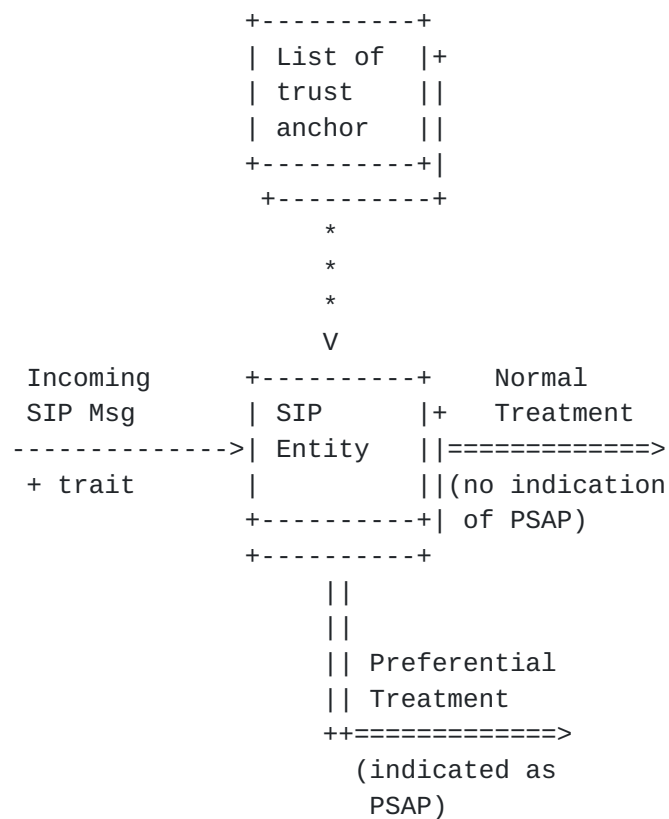 +----------+
| List of  |+
| trust    ||
| anchor   ||
+----------+|
+----------+
*
*
*
V
Incoming      +----------+    Normal
SIP Msg       | SIP      |+   Treatment
-------------->| Entity   ||=============>
+ trait       |          ||(no indication
+----------+| of PSAP)
+----------+
||
||
|| Preferential
|| Treatment
++=============>
(indicated as
PSAP)